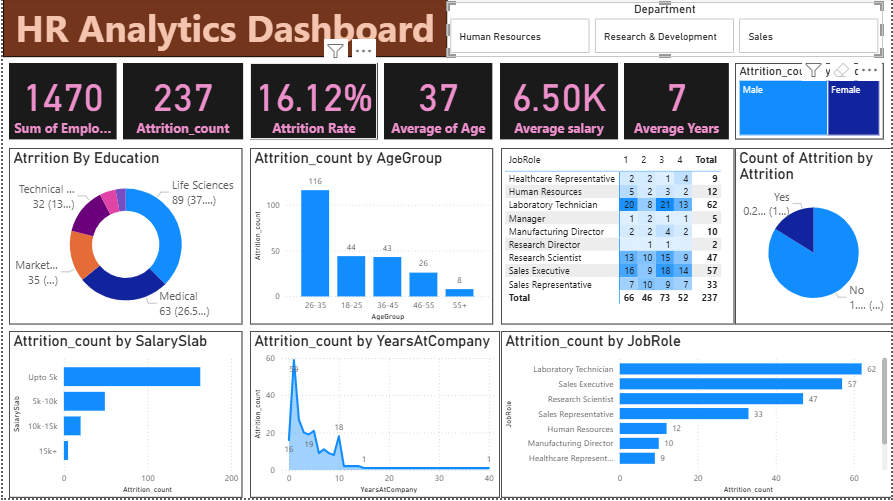 HR Analytics Dashboard
Department
Human Resources
Research & Development
Sales
1470
Sum of Emplo...
237
Attrition_count
16.12%
Attrition Rate
37
Average of Age
6.50K
Average salary
7
Average Years
Attrition_cou
Male
Female
Atrrition By Education
Life Sciences
89 (37....)
Technical ...
32 (13...)
Market...
35 (...)
Medical
63 (26.5...
Attrition_count by AgeGroup
Attrition_count
100
50
0
116
44
43
26
8
26-35 18-25 36-45 46-55 55+
AgeGroup
JobRole 1 2 3 4 Total
Healthcare Representative 2 2 1 4 9
Human Resources 5 2 3 2 12
Laboratory Technician 20 8 21 13 62
Manager 1 2 1 1 5
Manufacturing Director 2 2 4 2 10
Research Director 1 1 2
Research Scientist 13 10 15 9 47
Sales Executive 16 9 18 14 57
Sales Representative 7 10 9 7 33
Total 66 46 73 52 237
Count of Attrition by
Attrition
Yes
0.2... (1...)
No
1.... (...)
Attrition_count by SalarySlab
SalarySlab
Upto 5k
5k-10k
10k-15k
15k+
0 100 200
Attrition_count
Attrition_count by YearsAtCompany
Attrition_count
60
40
20
0
59
16
19
18
1
1
0 10 20 30 40
YearsAtCompany
Attrition_count by JobRole
JobRole
Laboratory Technician 62
Sales Executive 57
Research Scientist 47
Sales Representative 33
Human Resources 12
Manufacturing Director 10
Healthcare Represent... 9
0 20 40 60
Attrition_count